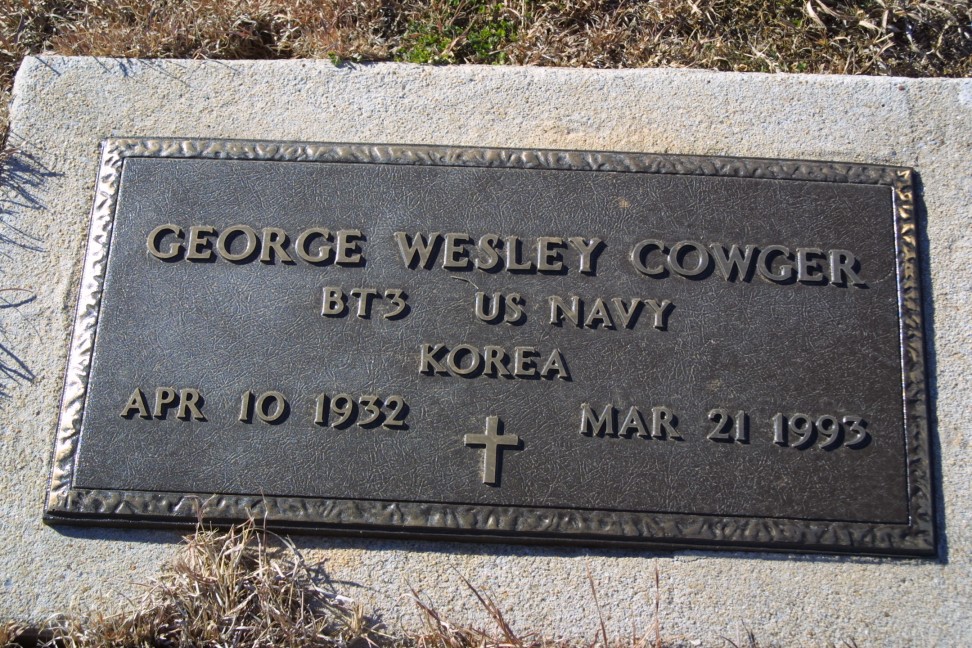 GEORGE WESLEY COWGER
BT3 US NAVY
KOREA
APR 10 1932 MAR 21 1993